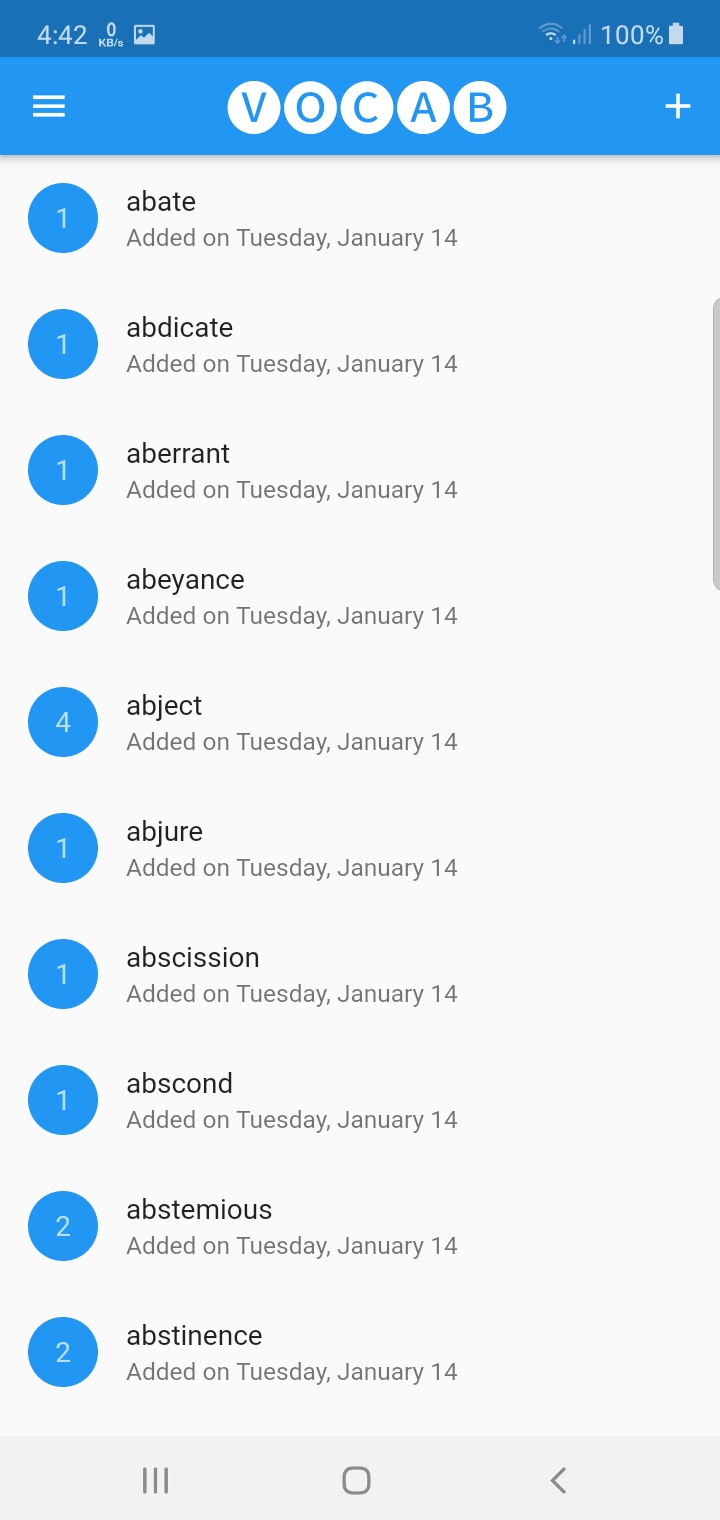 4:42 0 KB/s 100%
VOCAB
1 abate
Added on Tuesday, January 14
1 abdicate
Added on Tuesday, January 14
1 aberrant
Added on Tuesday, January 14
1 abeyance
Added on Tuesday, January 14
4 abject
Added on Tuesday, January 14
1 abjure
Added on Tuesday, January 14
1 abscission
Added on Tuesday, January 14
1 abscond
Added on Tuesday, January 14
2 abstemious
Added on Tuesday, January 14
2 abstinence
Added on Tuesday, January 14